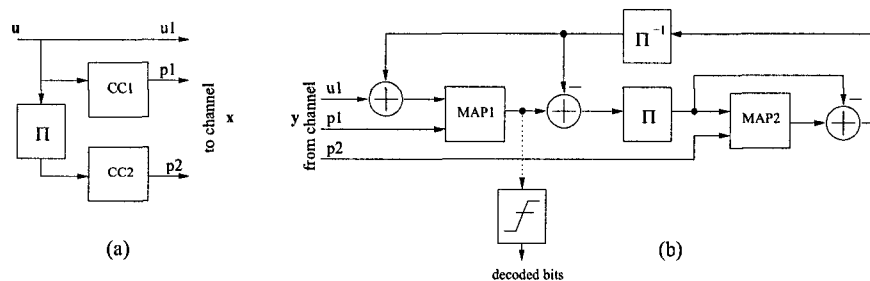 u
u1
p1
CC1
Π
CC2
p2
to channel
x
(a)
y
from channel
u1
p1
p2
+
MAP1
−
+
Π
Π⁻¹
MAP2
−
+
decoded bits
(b)